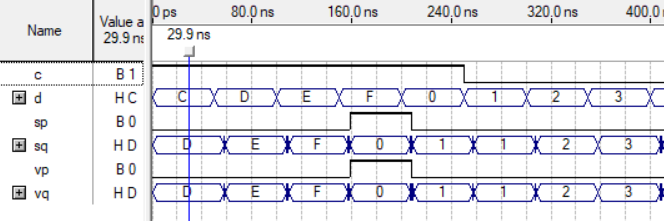 Name
Value a
29.9 ns
0 ps 80.0 ns 160.0 ns 240.0 ns 320.0 ns 400.0
29.9 ns
c B 1
d H C C D E F 0 1 2 3
sp B 0
sq H D D E F 0 1 1 2 3
vp B 0
vq H D D E F 0 1 1 2 3